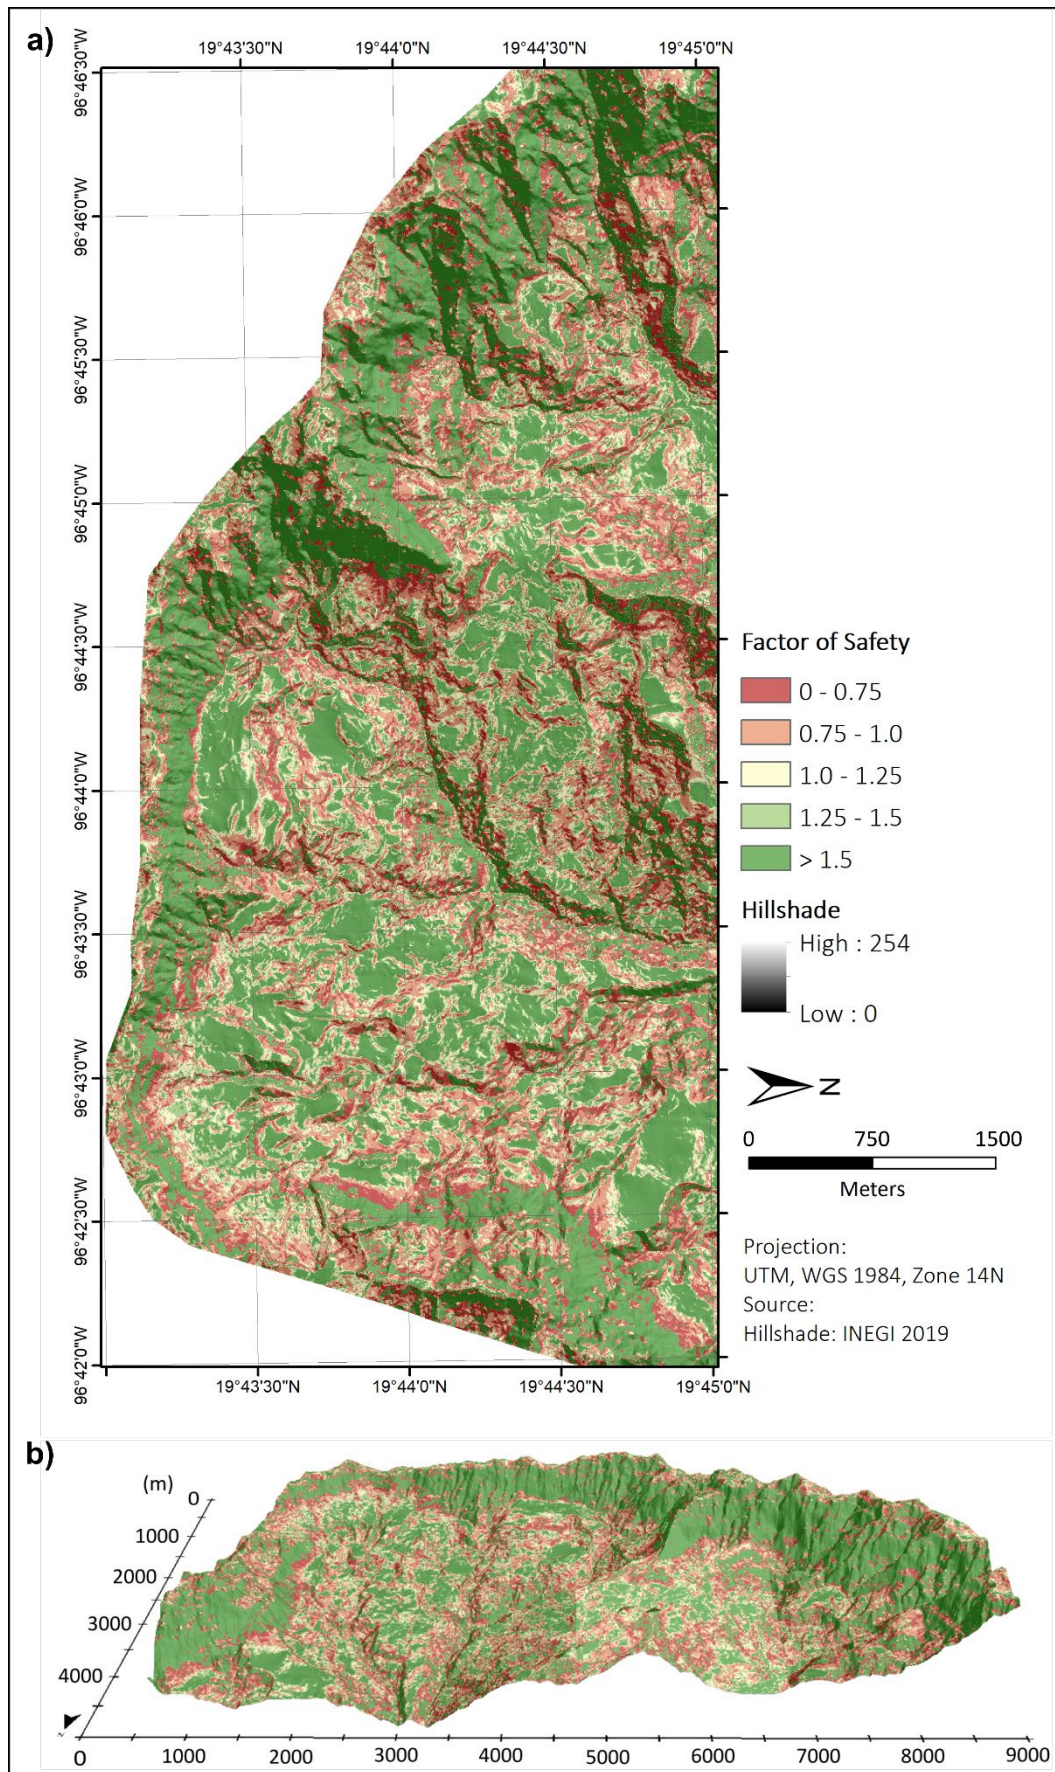 a)
19°43'30"N 19°44'0"N 19°44'30"N 19°45'0"N
96°46'30"W
96°46'0"W
96°45'30"W
96°45'0"W
96°44'30"W
96°44'0"W
96°43'30"W
96°43'0"W
96°42'30"W
96°42'0"W
19°43'30"N 19°44'0"N 19°44'30"N 19°45'0"N
Factor of Safety
0 - 0.75
0.75 - 1.0
1.0 - 1.25
1.25 - 1.5
> 1.5
Hillshade
High : 254
Low : 0
N
0 750 1500
Meters
Projection:
UTM, WGS 1984, Zone 14N
Source:
Hillshade: INEGI 2019
b)
(m)
0
1000
2000
3000
4000
0 1000 2000 3000 4000 5000 6000 7000 8000 9000